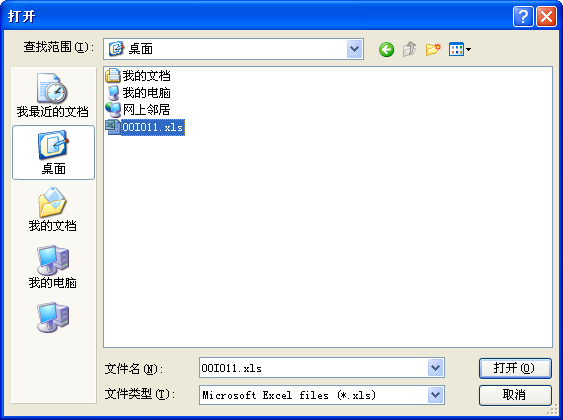 打开
查找范围(I):
桌面
我最近的文档
桌面
我的文档
我的电脑
我的文档
我的电脑
网上邻居
00I011.xls
文件名(N):
00I011.xls
打开(O)
文件类型(T):
Microsoft Excel files (*.xls)
取消